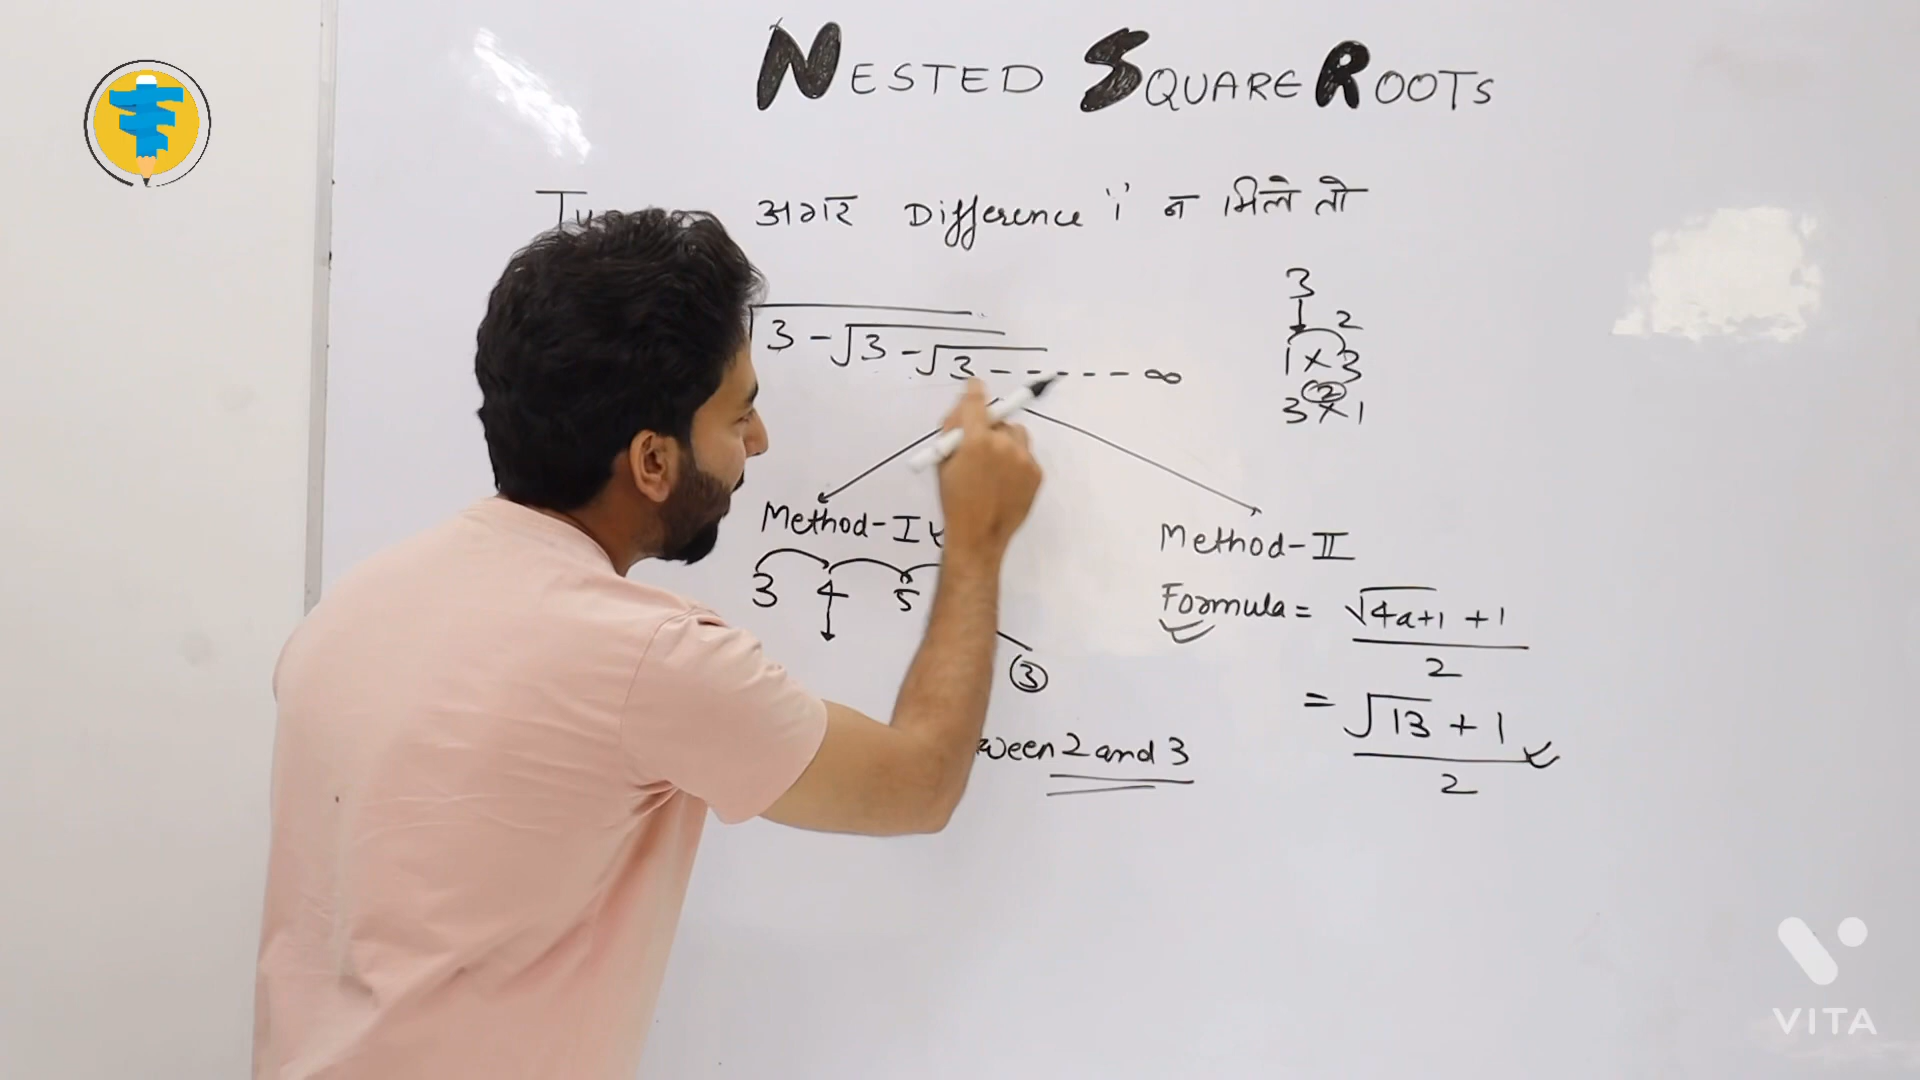 NESTED SQUARE ROOTS
अगर Difference '1' न मिले तो
√3-√3-√3------∞
3
2
1×3
2
3×1
Method-I
Method-II
3 4 5
Formula = (√4a+1 + 1)/2
3
2 and 3
= (√13 + 1)/2
VITA